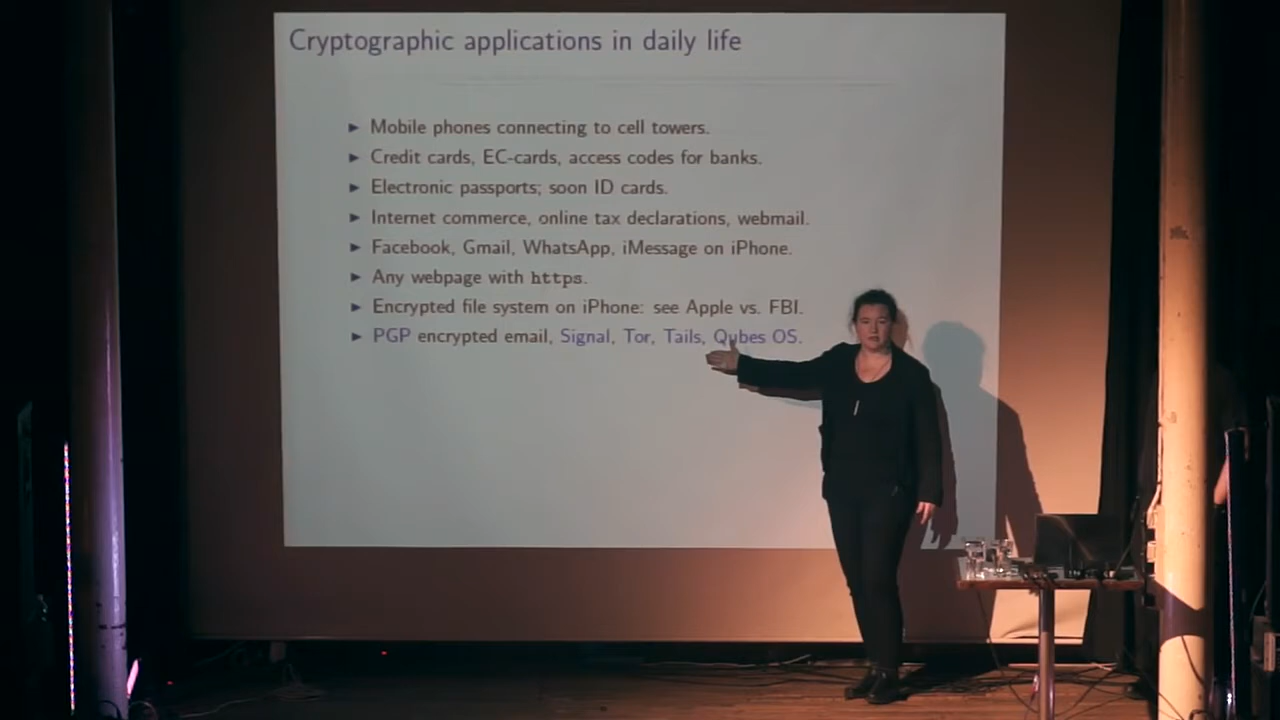 Cryptographic applications in daily life
▶ Mobile phones connecting to cell towers.
▶ Credit cards, EC-cards, access codes for banks.
▶ Electronic passports; soon ID cards.
▶ Internet commerce, online tax declarations, webmail.
▶ Facebook, Gmail, WhatsApp, iMessage on iPhone.
▶ Any webpage with https.
▶ Encrypted file system on iPhone: see Apple vs. FBI.
▶ PGP encrypted email, Signal, Tor, Tails, Qubes OS.